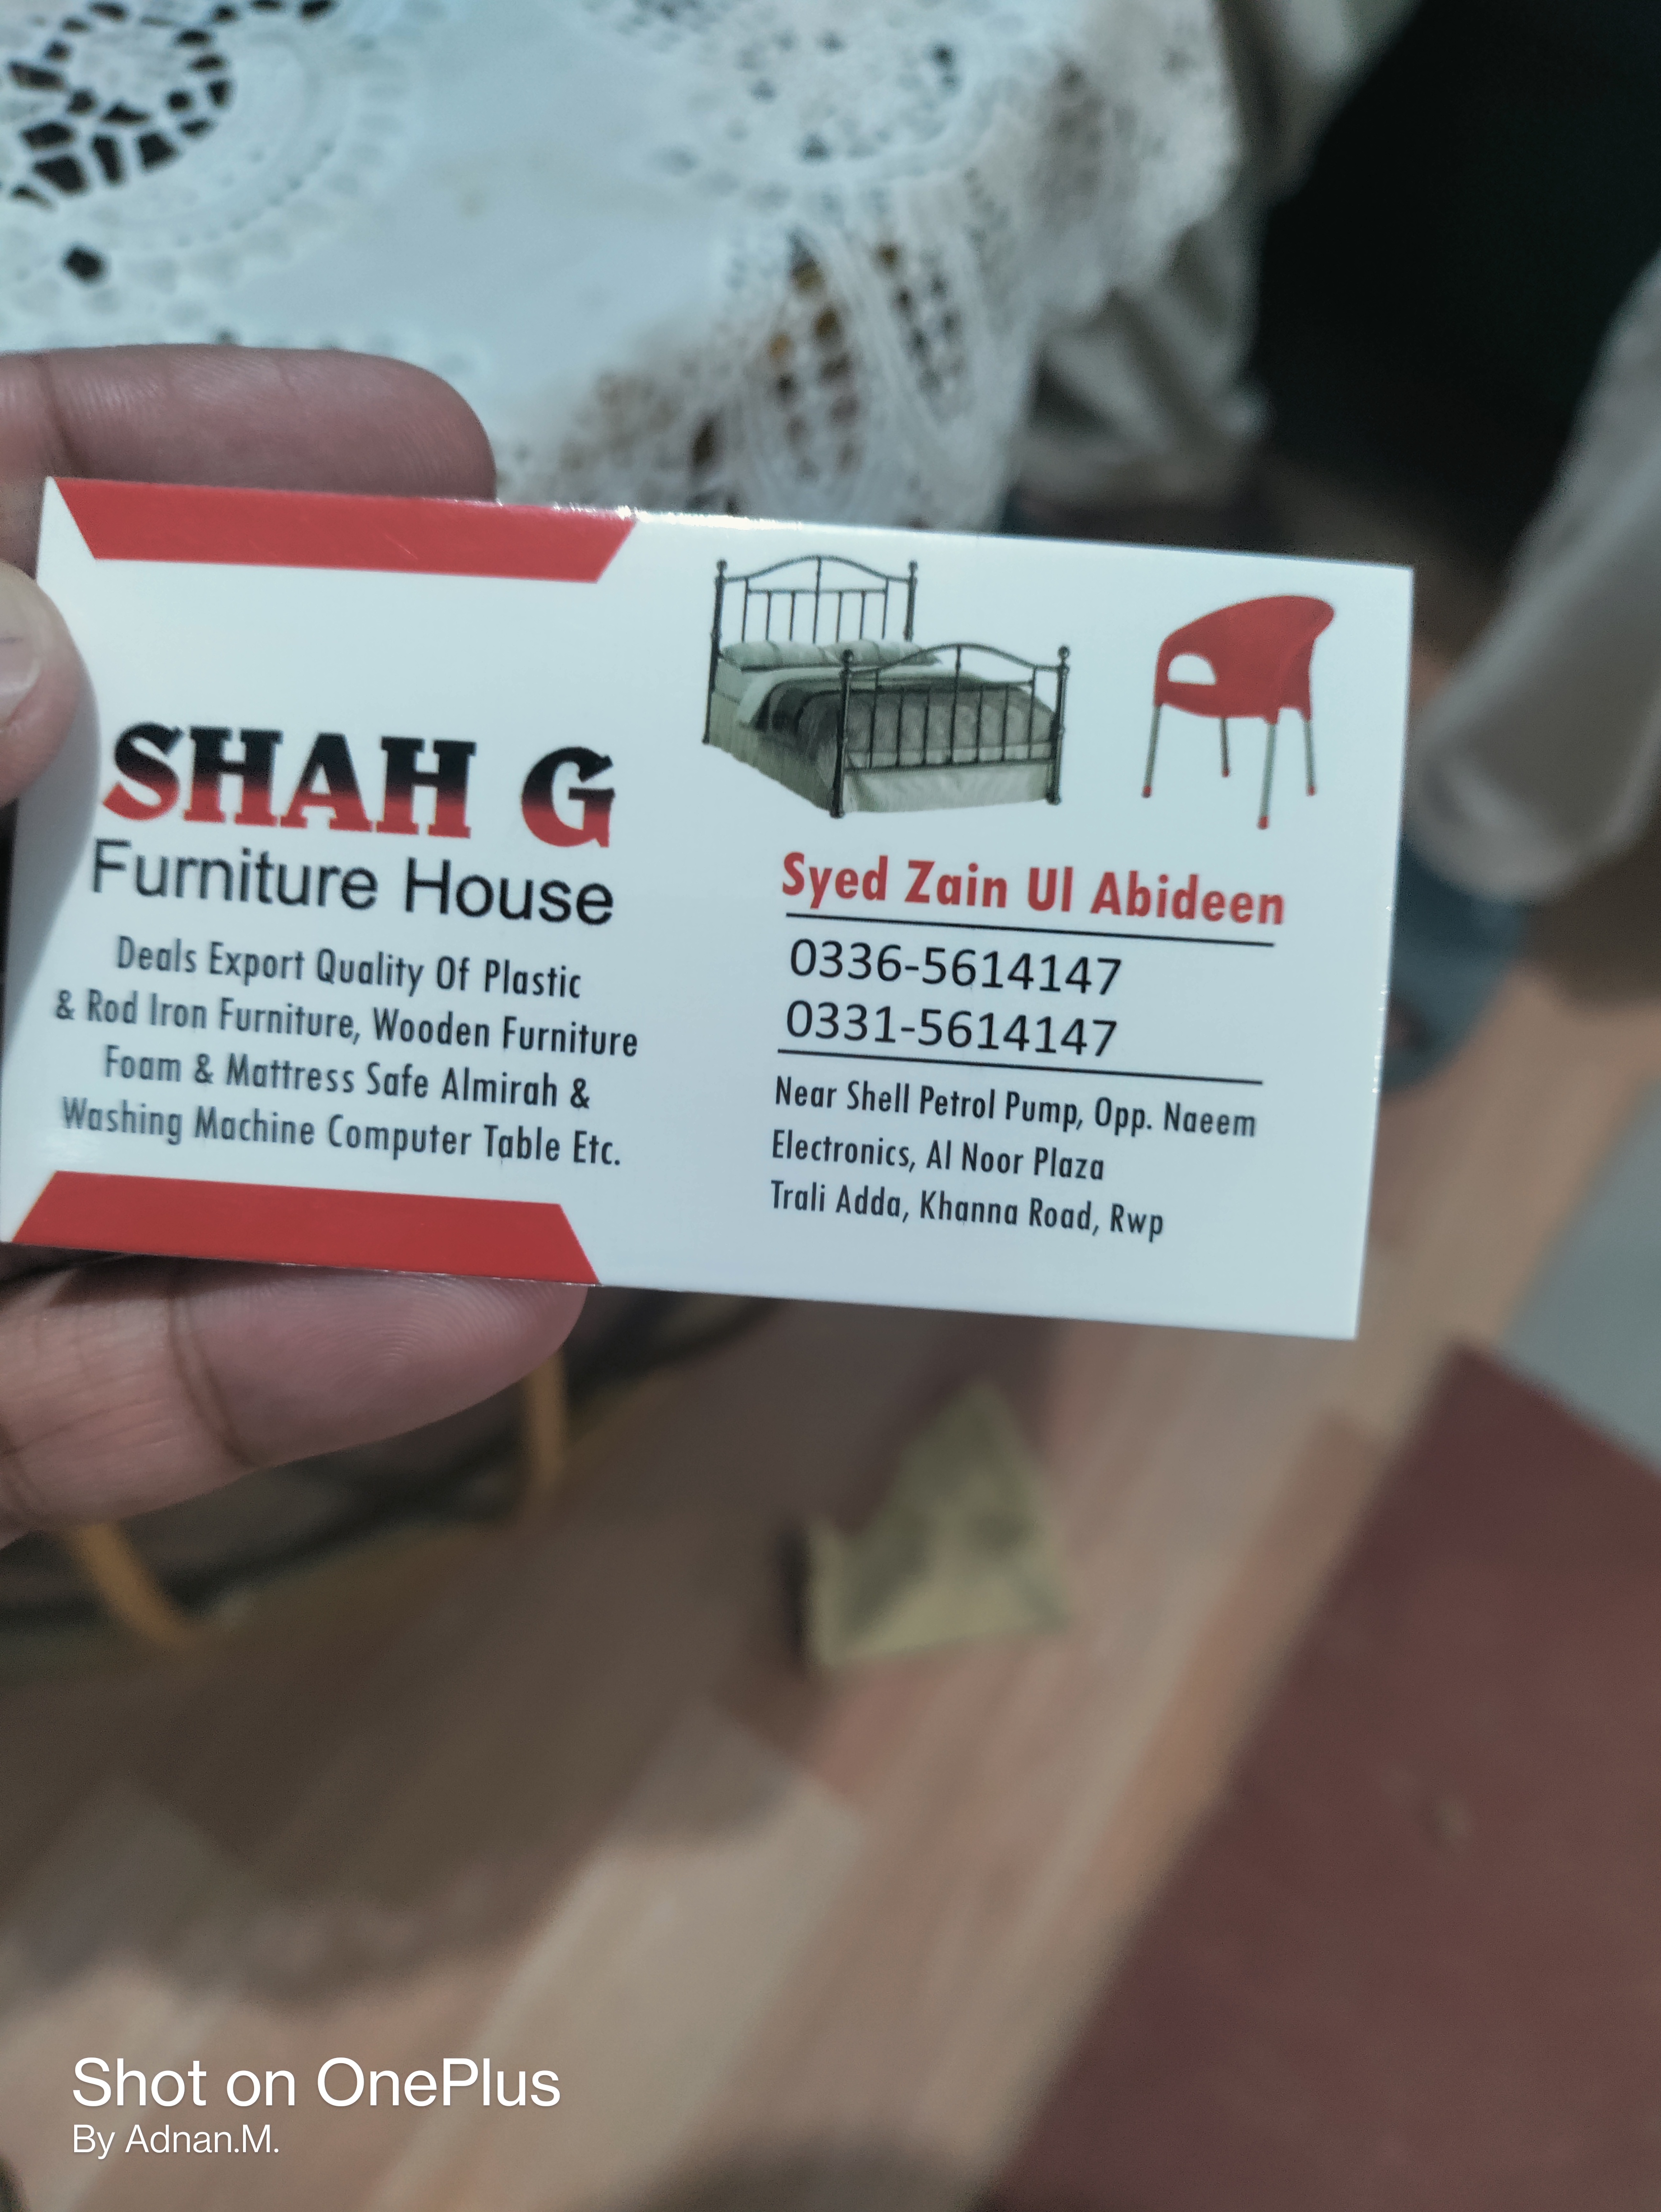 SHAH G
Furniture House
Deals Export Quality Of Plastic
& Rod Iron Furniture, Wooden Furniture
Foam & Mattress Safe Almirah &
Washing Machine Computer Table Etc.
Syed Zain Ul Abideen
0336-5614147
0331-5614147
Near Shell Petrol Pump, Opp. Naeem
Electronics, Al Noor Plaza
Trali Adda, Khanna Road, Rwp
Shot on OnePlus
By Adnan.M.